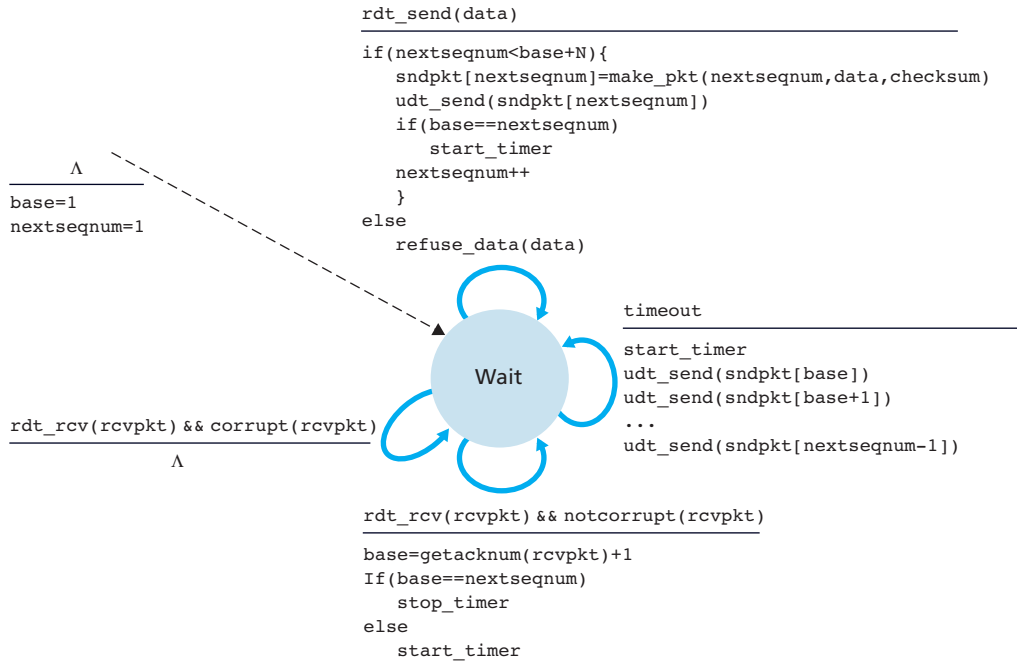 rdt_send(data)
if(nextseqnum<base+N){
sndpkt[nextseqnum]=make_pkt(nextseqnum,data,checksum)
udt_send(sndpkt[nextseqnum])
if(base==nextseqnum)
start_timer
nextseqnum++
}
else
refuse_data(data)
Λ
base=1
nextseqnum=1
Wait
timeout
start_timer
udt_send(sndpkt[base])
udt_send(sndpkt[base+1])
...
udt_send(sndpkt[nextseqnum-1])
rdt_rcv(rcvpkt) && corrupt(rcvpkt)
Λ
rdt_rcv(rcvpkt) && notcorrupt(rcvpkt)
base=getacknum(rcvpkt)+1
If(base==nextseqnum)
stop_timer
else
start_timer